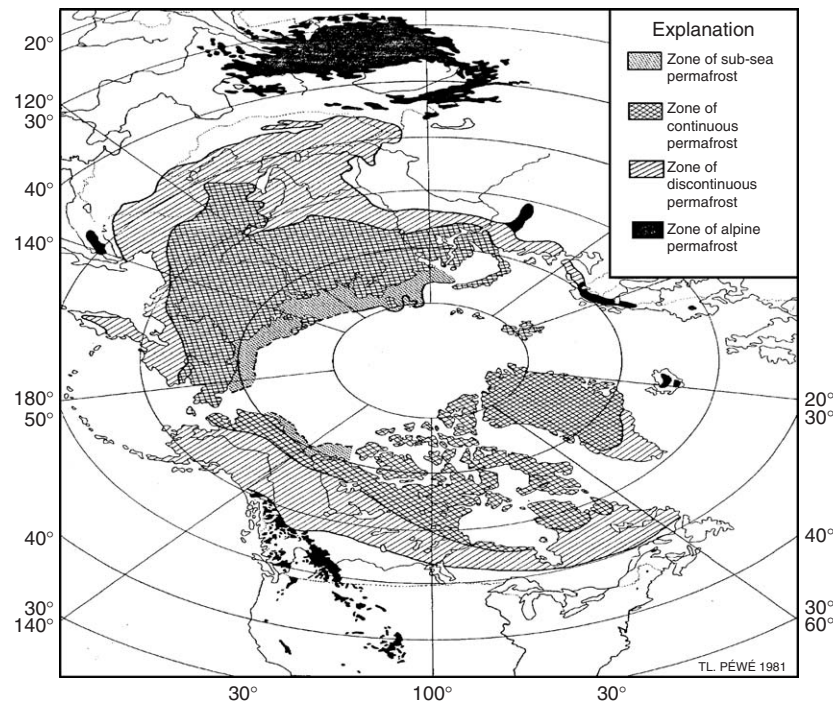 Explanation
Zone of sub-sea
permafrost
Zone of
continuous
permafrost
Zone of
discontinuous
permafrost
Zone of alpine
permafrost
20°
120°
30°
40°
140°
180°
50°
40°
30°
140°
20°
30°
40°
30°
60°
TL. PÉWÉ 1981
30°
100°
30°